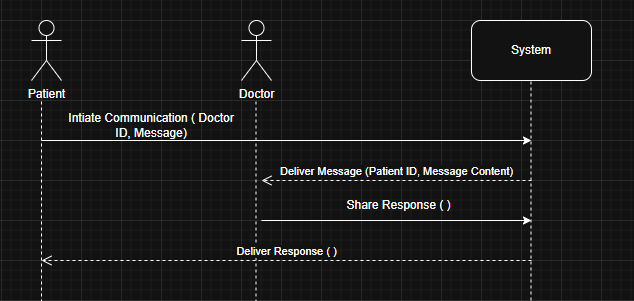 System
Patient
Doctor
Intiate Communication ( Doctor
ID, Message)
Deliver Message (Patient ID, Message Content)
Share Response ( )
Deliver Response ( )